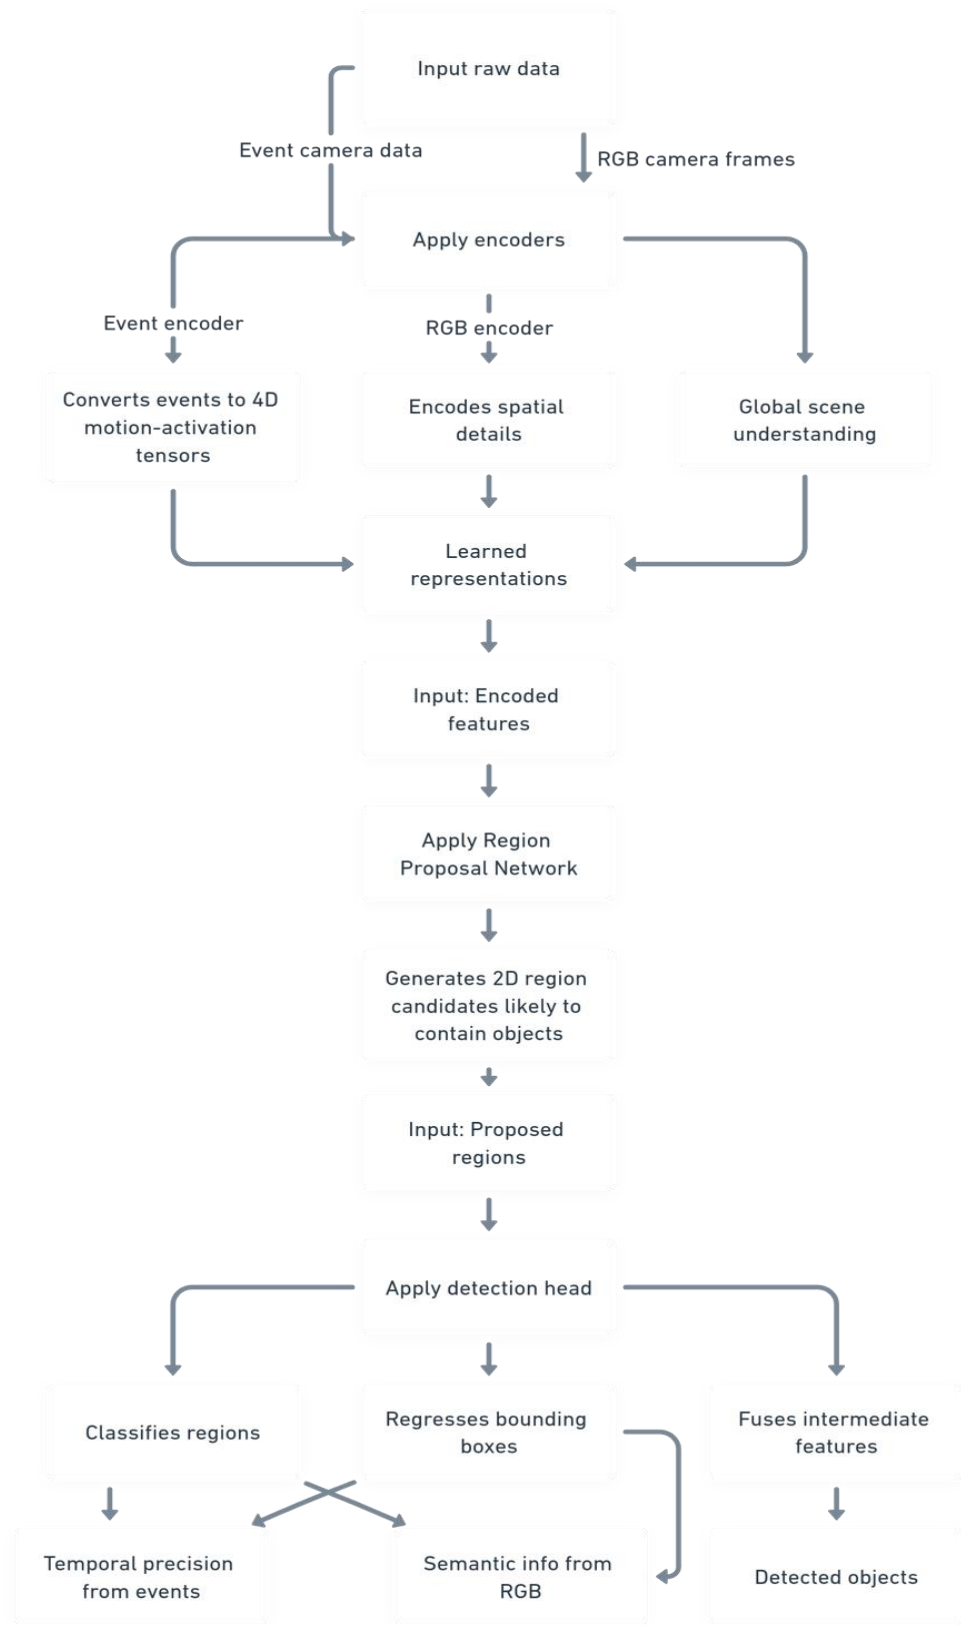 Input raw data
Event camera data
RGB camera frames
Apply encoders
Event encoder
RGB encoder
Converts events to 4D
motion-activation
tensors
Encodes spatial
details
Global scene
understanding
Learned
representations
Input: Encoded
features
Apply Region
Proposal Network
Generates 2D region
candidates likely to
contain objects
Input: Proposed
regions
Apply detection head
Classifies regions
Regresses bounding
boxes
Fuses intermediate
features
Temporal precision
from events
Semantic info from
RGB
Detected objects